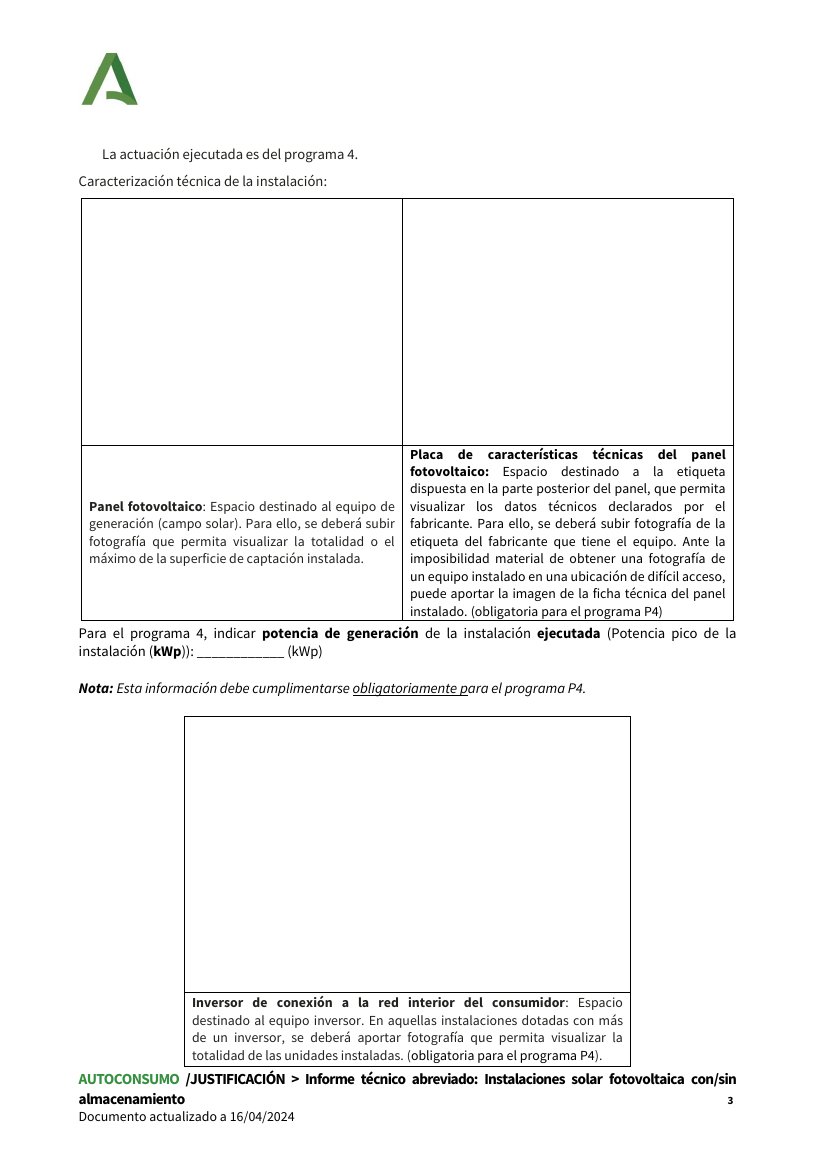 La actuación ejecutada es del programa 4.
Caracterización técnica de la instalación:
Panel fotovoltaico: Espacio destinado al equipo de
generación (campo solar). Para ello, se deberá subir
fotografía que permita visualizar la totalidad o el
máximo de la superficie de captación instalada.
Placa de características técnicas del panel
fotovoltaico: Espacio destinado a la etiqueta
dispuesta en la parte posterior del panel, que permita
visualizar los datos técnicos declarados por el
fabricante. Para ello, se deberá subir fotografía de la
etiqueta del fabricante que tiene el equipo. Ante la
imposibilidad material de obtener una fotografía de
un equipo instalado en una ubicación de difícil acceso,
puede aportar la imagen de la ficha técnica del panel
instalado. (obligatoria para el programa P4)
Para el programa 4, indicar potencia de generación de la instalación ejecutada (Potencia pico de la
instalación (kWp)): ____________ (kWp)
Nota: Esta información debe cumplimentarse obligatoriamente para el programa P4.
Inversor de conexión a la red interior del consumidor: Espacio
destinado al equipo inversor. En aquellas instalaciones dotadas con más
de un inversor, se deberá aportar fotografía que permita visualizar la
totalidad de las unidades instaladas. (obligatoria para el programa P4).
AUTOCONSUMO /JUSTIFICACIÓN > Informe técnico abreviado: Instalaciones solar fotovoltaica con/sin
almacenamiento 3
Documento actualizado a 16/04/2024